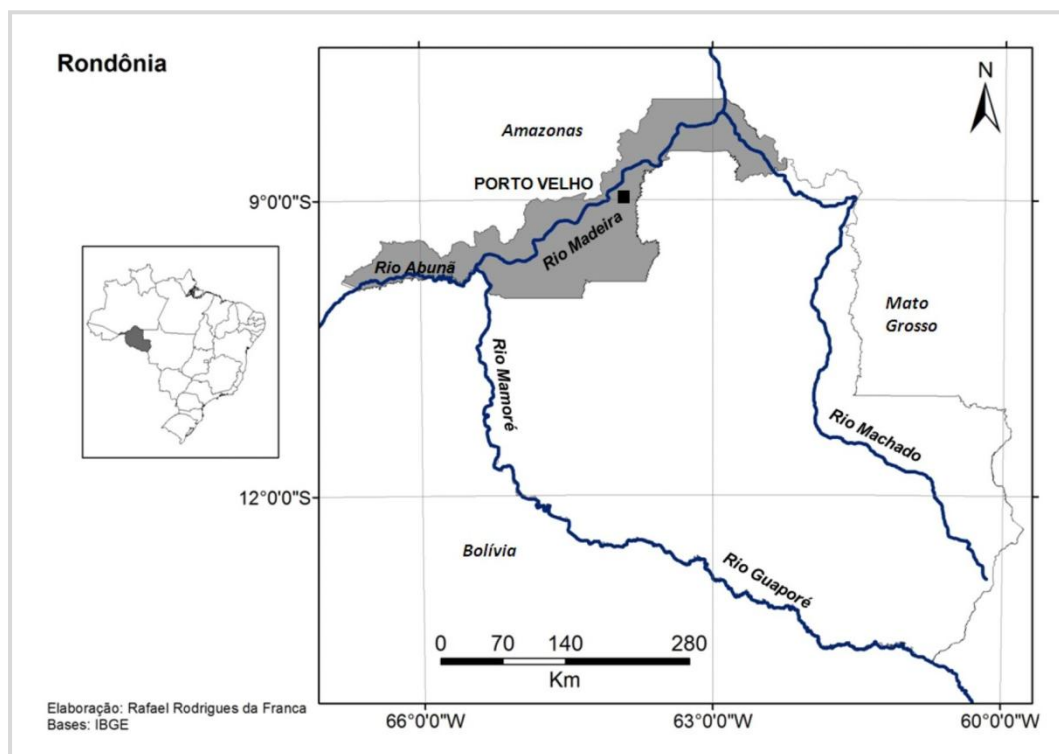 Rondônia
N
Amazonas
PORTO VELHO
9°0'0"S
Rio Madeira
Rio Abunã
Mato
Grosso
Rio Mamoré
Rio Machado
12°0'0"S
Bolívia
Rio Guaporé
0 70 140 280
Km
Elaboração: Rafael Rodrigues da Franca
Bases: IBGE
66°0'0"W 63°0'0"W 60°0'0"W